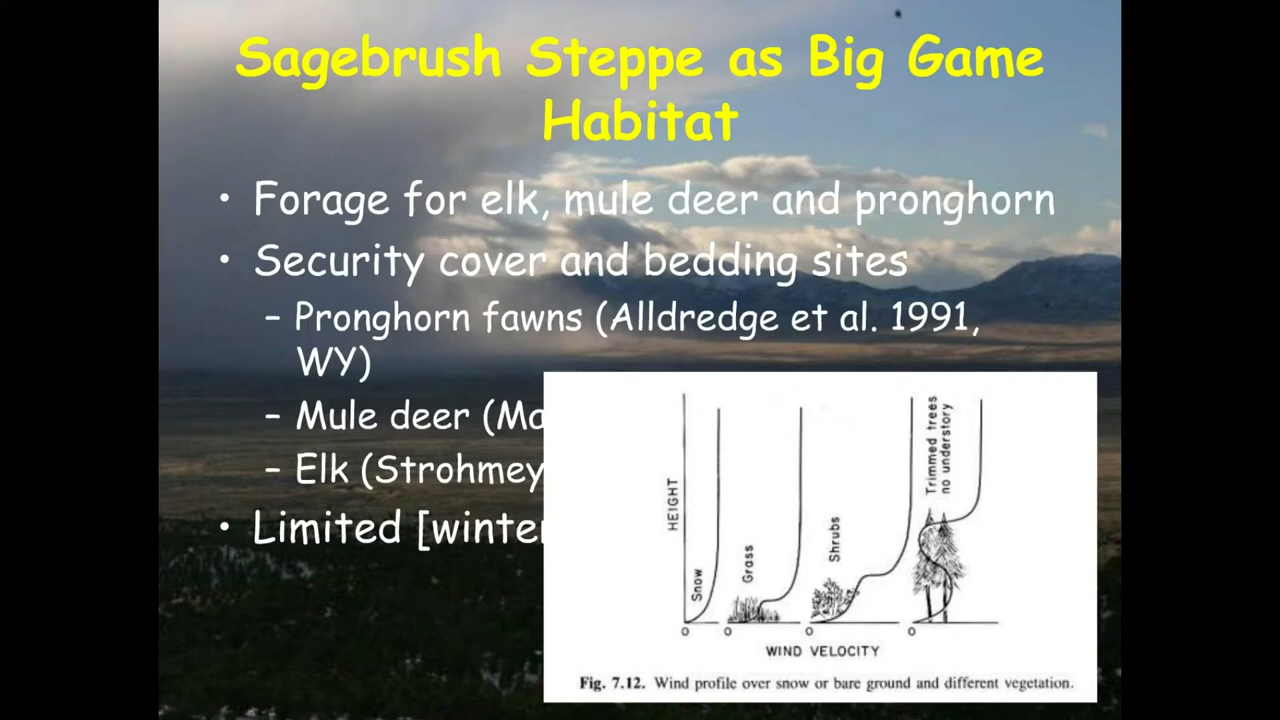 Sagebrush Steppe as Big Game
Habitat
• Forage for elk, mule deer and pronghorn
• Security cover and bedding sites
– Pronghorn fawns (Alldredge et al. 1991,
WY)
– Mule deer (Ma
– Elk (Strohmey
• Limited [winter
HEIGHT
Snow
Grass
Shrubs
Trimmed trees
no understory
0 0 0 0
WIND VELOCITY
Fig. 7.12. Wind profile over snow or bare ground and different vegetation.